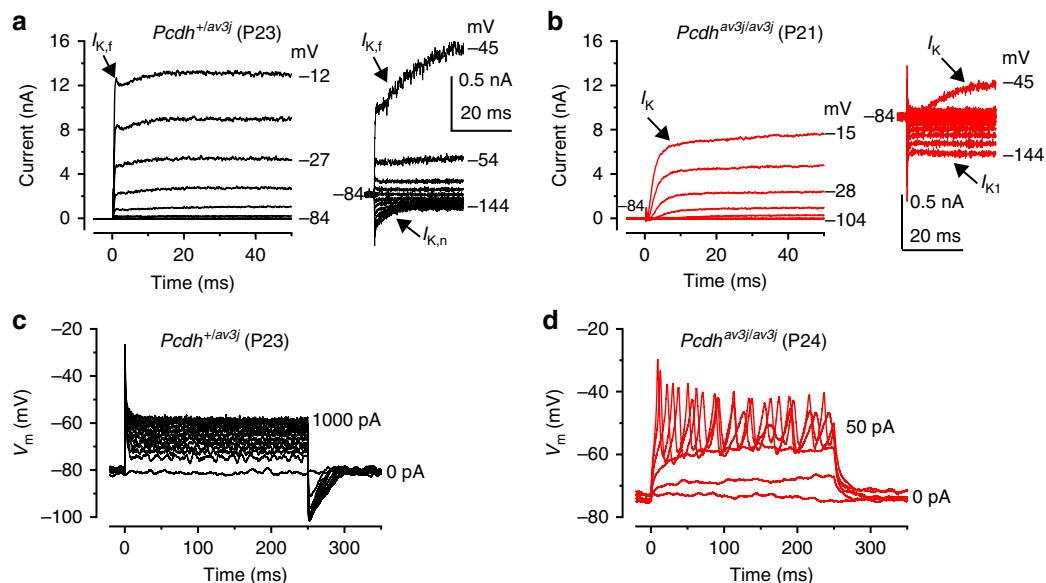 a
Pcdh+/av3j (P23)
IK,f
mV
16
12
8
4
0
Current (nA)
–12
–27
–84
0
20
40
Time (ms)
IK,f
–45
0.5 nA
20 ms
–54
–84
–144
IK,n
b
Pcdhav3j/av3j (P21)
16
12
8
4
0
Current (nA)
IK
mV
–15
–28
–84
–104
0
20
40
Time (ms)
IK
mV
–45
–84
–144
IK1
0.5 nA
20 ms
c
Pcdh+/av3j (P23)
–20
–40
–60
–80
–100
Vm (mV)
1000 pA
0 pA
0
100
200
300
Time (ms)
d
Pcdhav3j/av3j (P24)
–20
–40
–60
–80
Vm (mV)
50 pA
0 pA
0
100
200
300
Time (ms)